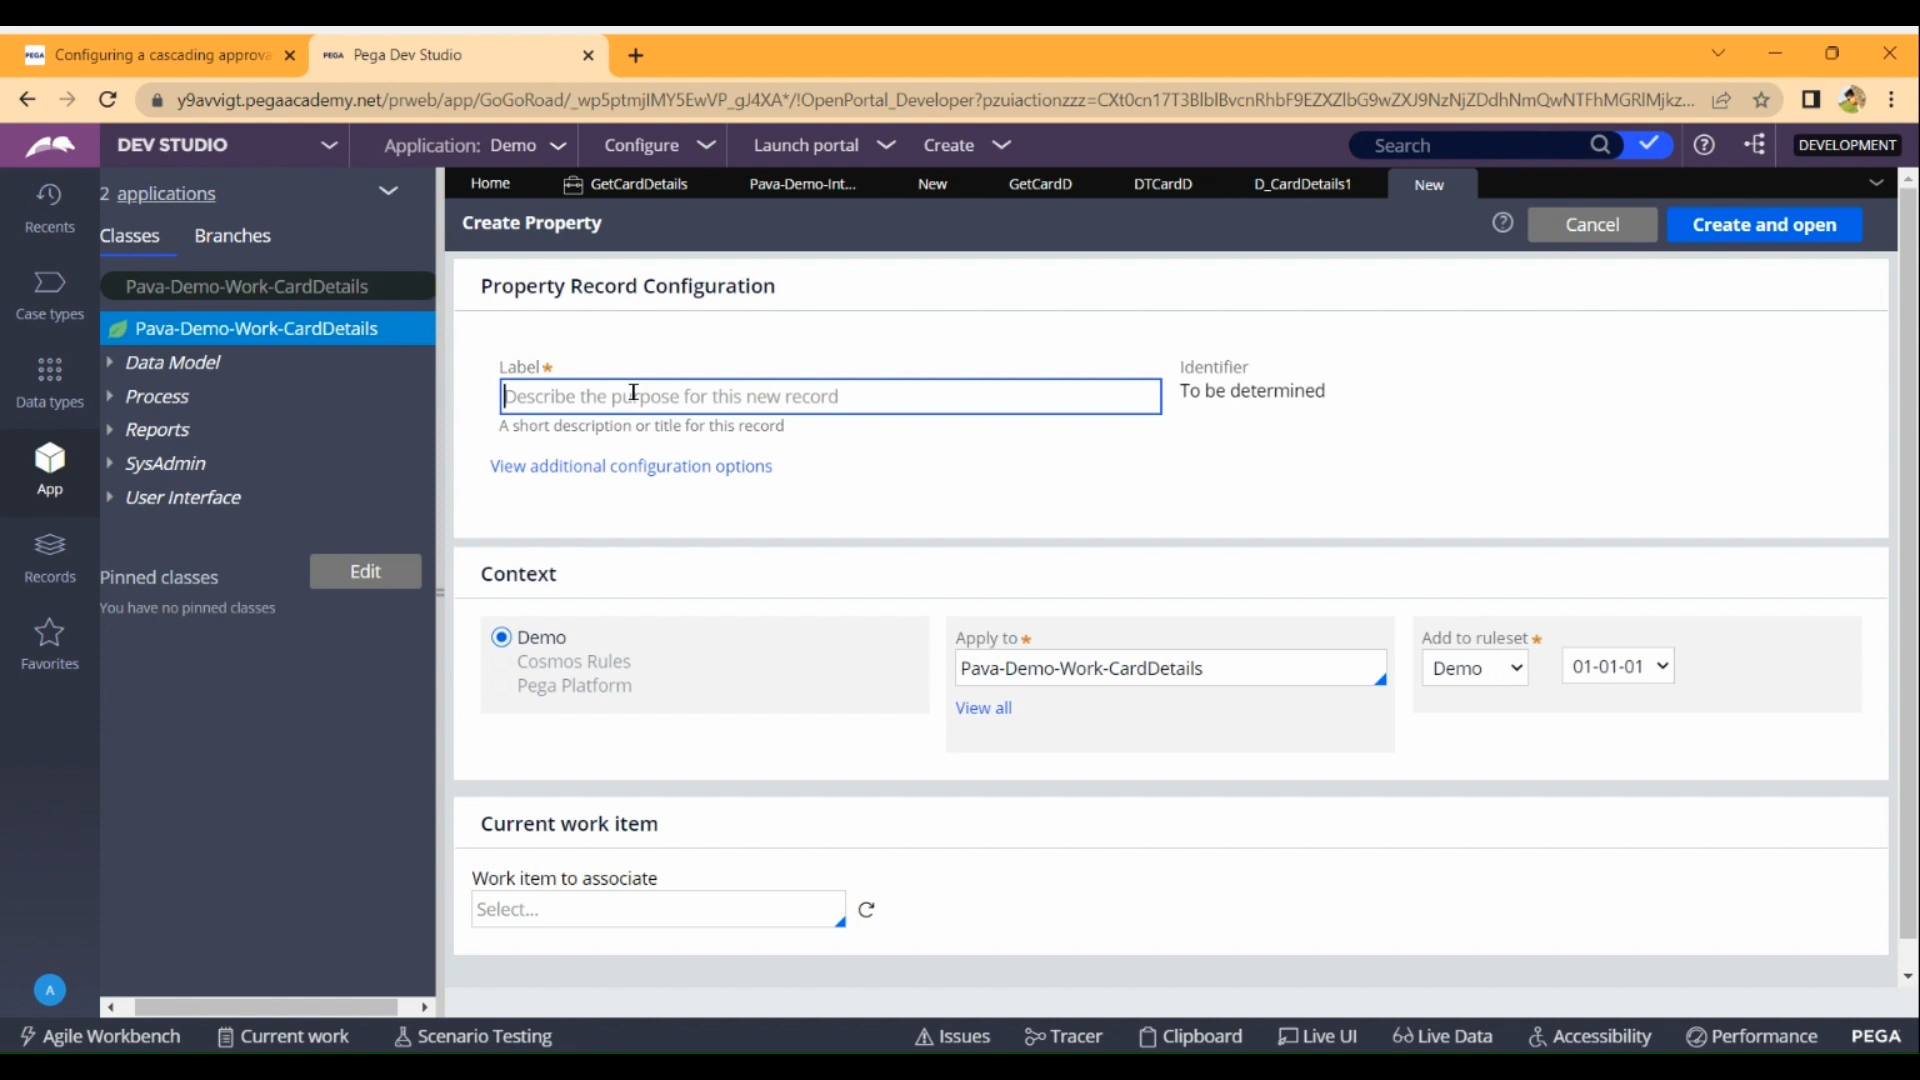 PEGA Configuring a cascading approva
PEGA Pega Dev Studio
y9avvigt.pegaacademy.net/prweb/app/GoGoRoad/
DEV STUDIO
Application: Demo
Configure
Launch portal
Create
Search
DEVELOPMENT
Recents
Case types
Data types
App
Records
Favorites
A
2 applications
Classes
Branches
Pava-Demo-Work-CardDetails
Pava-Demo-Work-CardDetails
Data Model
Process
Reports
SysAdmin
User Interface
Pinned classes
Edit
You have no pinned classes
Home
GetCardDetails
Pava-Demo-Int...
New
GetCardD
DTCardD
D_CardDetails1
New
Create Property
Cancel
Create and open
Property Record Configuration
Label★
Describe the purpose for this new record
A short description or title for this record
Identifier
To be determined
View additional configuration options
Context
Demo
Cosmos Rules
Pega Platform
Apply to ★
Pava-Demo-Work-CardDetails
View all
Add to ruleset ★
Demo
01-01-01
Current work item
Work item to associate
Select...
Agile Workbench
Current work
Scenario Testing
Issues
Tracer
Clipboard
Live UI
Live Data
Accessibility
Performance
PEGA